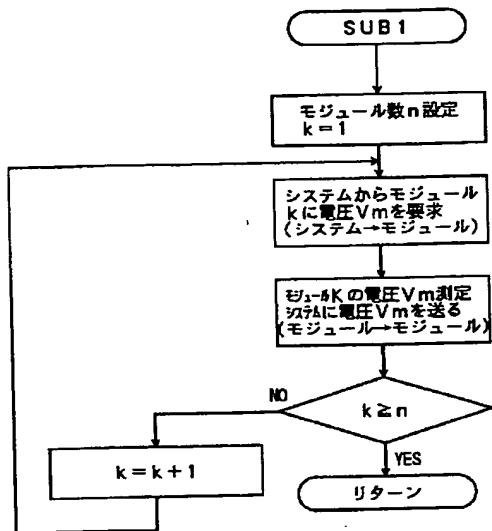 SUB1
モジュール数n設定
k=1
システムからモジュール
kに電圧Vmを要求
(システム→モジュール)
モジュールKの電圧Vm測定
システムに電圧Vmを送る
(モジュール→モジュール)
NO
k≧n
YES
k=k+1
リターン